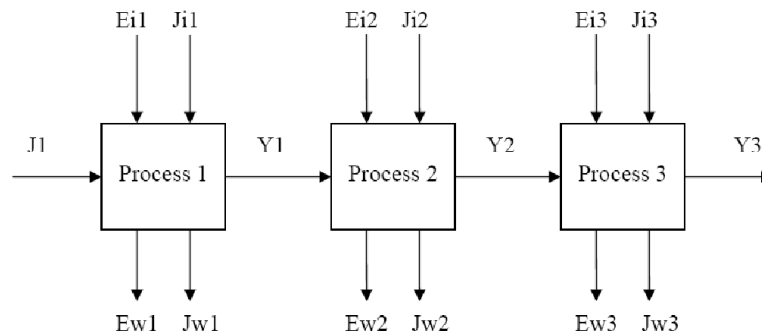 Ei1 Ji1 Ei2 Ji2 Ei3 Ji3
J1 Y1 Y2 Y3
Process 1 Process 2 Process 3
Ew1 Jw1 Ew2 Jw2 Ew3 Jw3